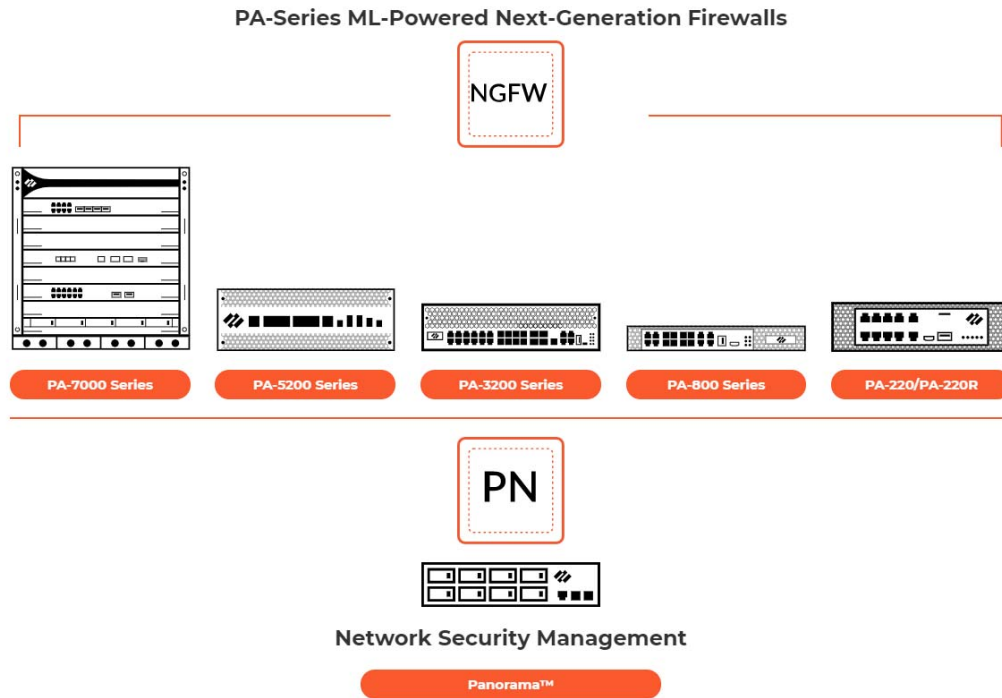 PA-Series ML-Powered Next-Generation Firewalls
NGFW
PA-7000 Series
PA-5200 Series
PA-3200 Series
PA-800 Series
PA-220/PA-220R
PN
Network Security Management
Panorama™